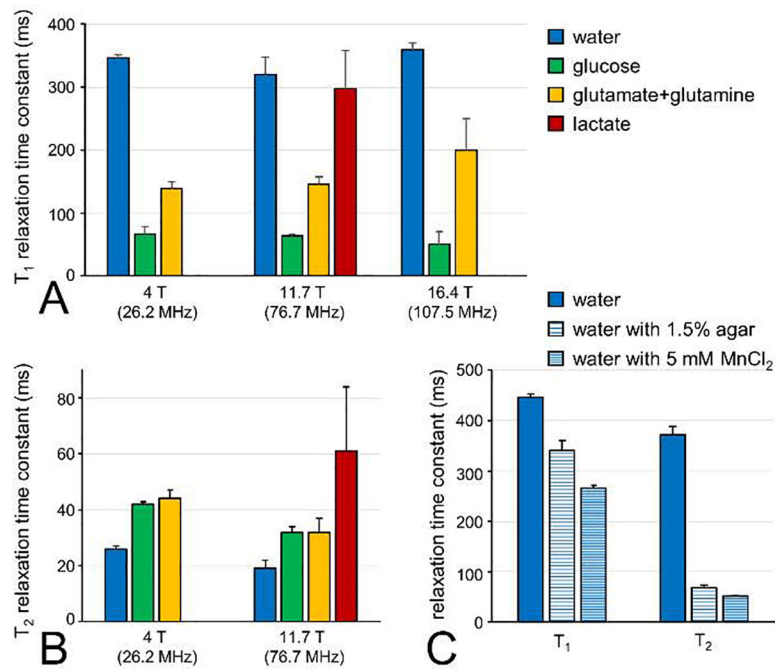 T1 relaxation time constant (ms)
400
300
200
100
0
4 T
(26.2 MHz)
11.7 T
(76.7 MHz)
16.4 T
(107.5 MHz)
A
water
glucose
glutamate+glutamine
lactate
T2 relaxation time constant (ms)
80
60
40
20
0
4 T
(26.2 MHz)
11.7 T
(76.7 MHz)
B
water
water with 1.5% agar
water with 5 mM MnCl2
relaxation time constant (ms)
500
400
300
200
100
0
T1
T2
C